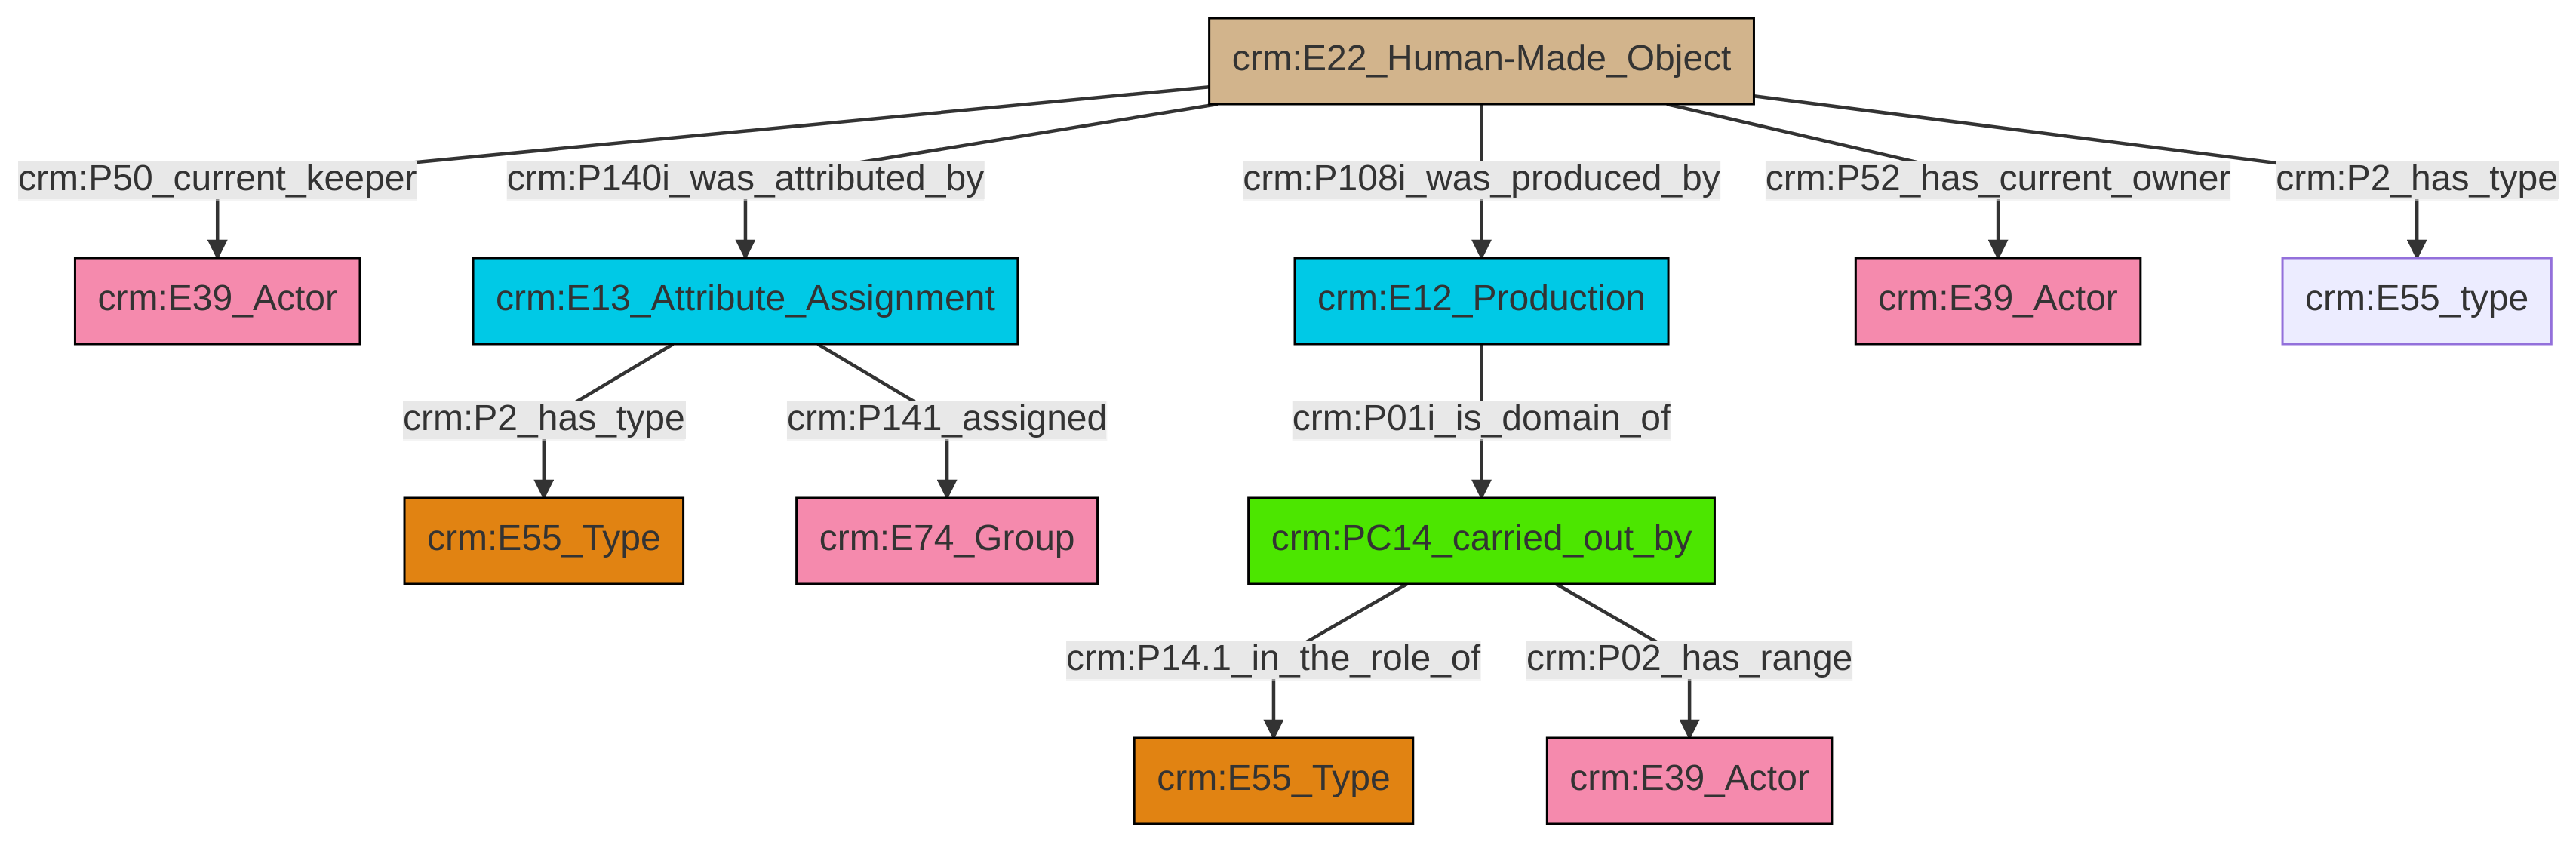 crm:E22_Human-Made_Object
crm:P50_current_keeper
crm:P140i_was_attributed_by
crm:P108i_was_produced_by
crm:P52_has_current_owner
crm:P2_has_type
crm:E39_Actor
crm:E13_Attribute_Assignment
crm:E12_Production
crm:E39_Actor
crm:E55_type
crm:P2_has_type
crm:P141_assigned
crm:P01i_is_domain_of
crm:E55_Type
crm:E74_Group
crm:PC14_carried_out_by
crm:P14.1_in_the_role_of
crm:P02_has_range
crm:E55_Type
crm:E39_Actor